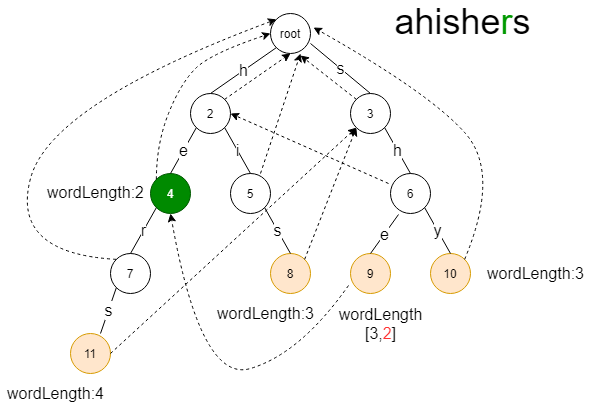 ahishers
root
h
s
2
3
e
i
h
wordLength:2
4
5
6
r
s
e
y
7
8
9
10
wordLength:3
s
wordLength:3
wordLength
[3,2]
11
wordLength:4